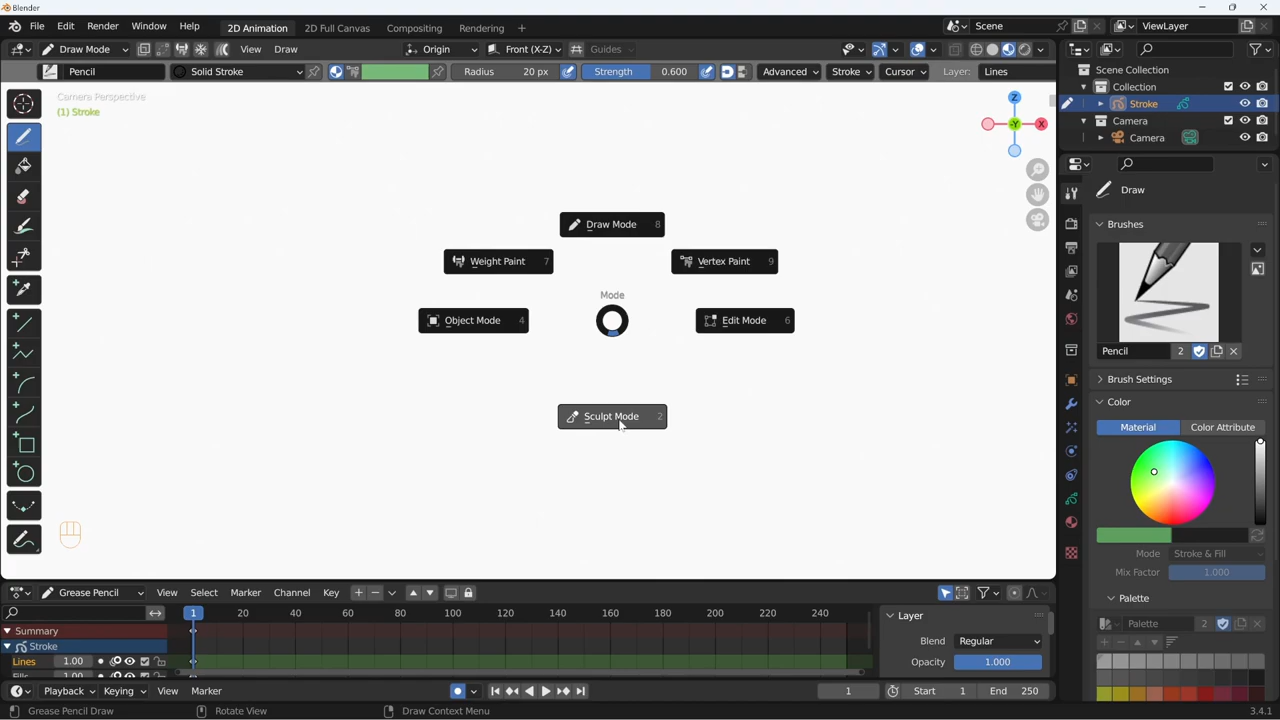 Blender
File Edit Render Window Help 2D Animation 2D Full Canvas Compositing Rendering Scene ViewLayer
Draw Mode View Draw Origin Front (X-Z) Guides
Pencil Solid Stroke Radius 20 px Strength 0.600 Advanced Stroke Cursor Layer: Lines
Camera Perspective
(1) Stroke
Z
-Y X
Scene Collection
Collection
Stroke
Camera
Camera
Draw Mode 8
Weight Paint 7 Vertex Paint 9
Mode
Object Mode 4 Edit Mode 6
Sculpt Mode 2
Draw
Brushes
Pencil 2
Brush Settings
Color
Material Color Attribute
Mode Stroke & Fill
Mix Factor 1.000
Palette
Palette 2
Grease Pencil View Select Marker Channel Key
1 20 40 60 80 100 120 140 160 180 200 220 240
Summary
Stroke
Lines 1.00
Layer
Blend Regular
Opacity 1.000
Playback Keying View Marker 1 Start 1 End 250
Grease Pencil Draw Rotate View Draw Context Menu 3.4.1